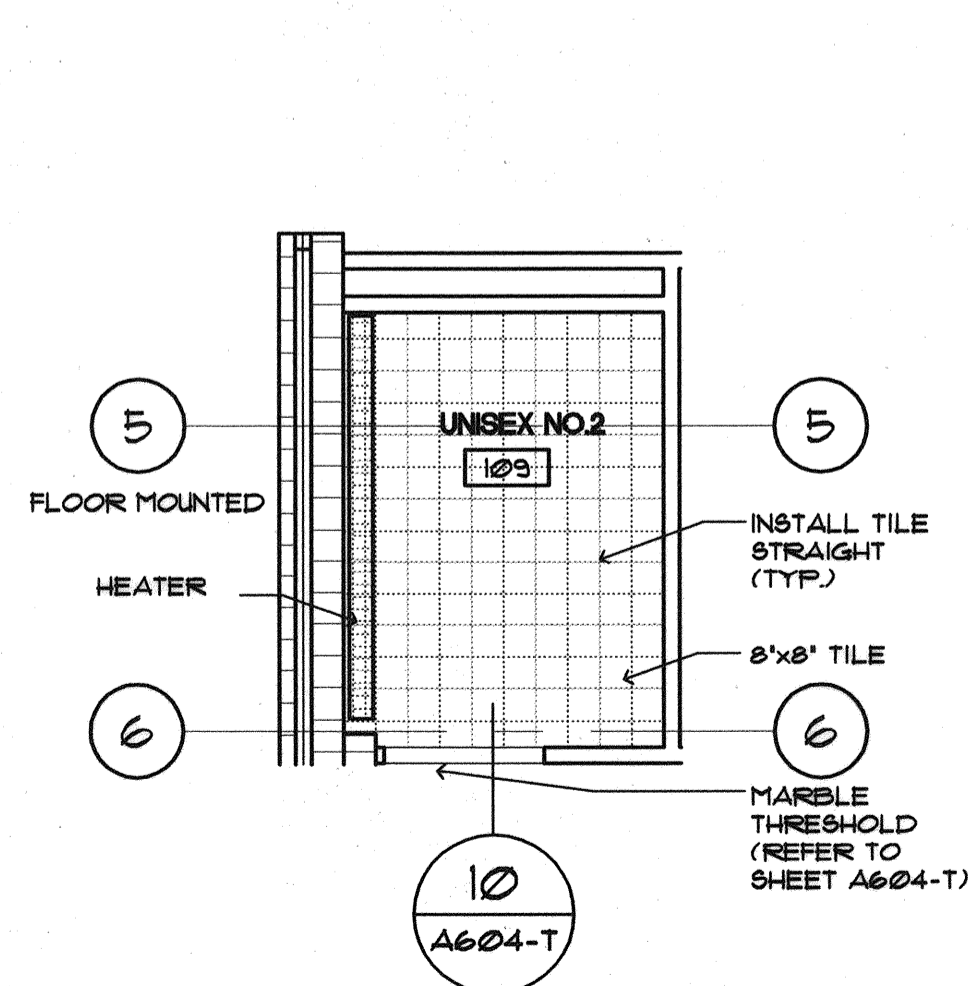 5
UNISEX NO.2
5
109
FLOOR MOUNTED
HEATER
INSTALL TILE
STRAIGHT
(TYP.)
8"x8" TILE
6
6
MARBLE
THRESHOLD
(REFER TO
SHEET A604-T)
10
A604-T